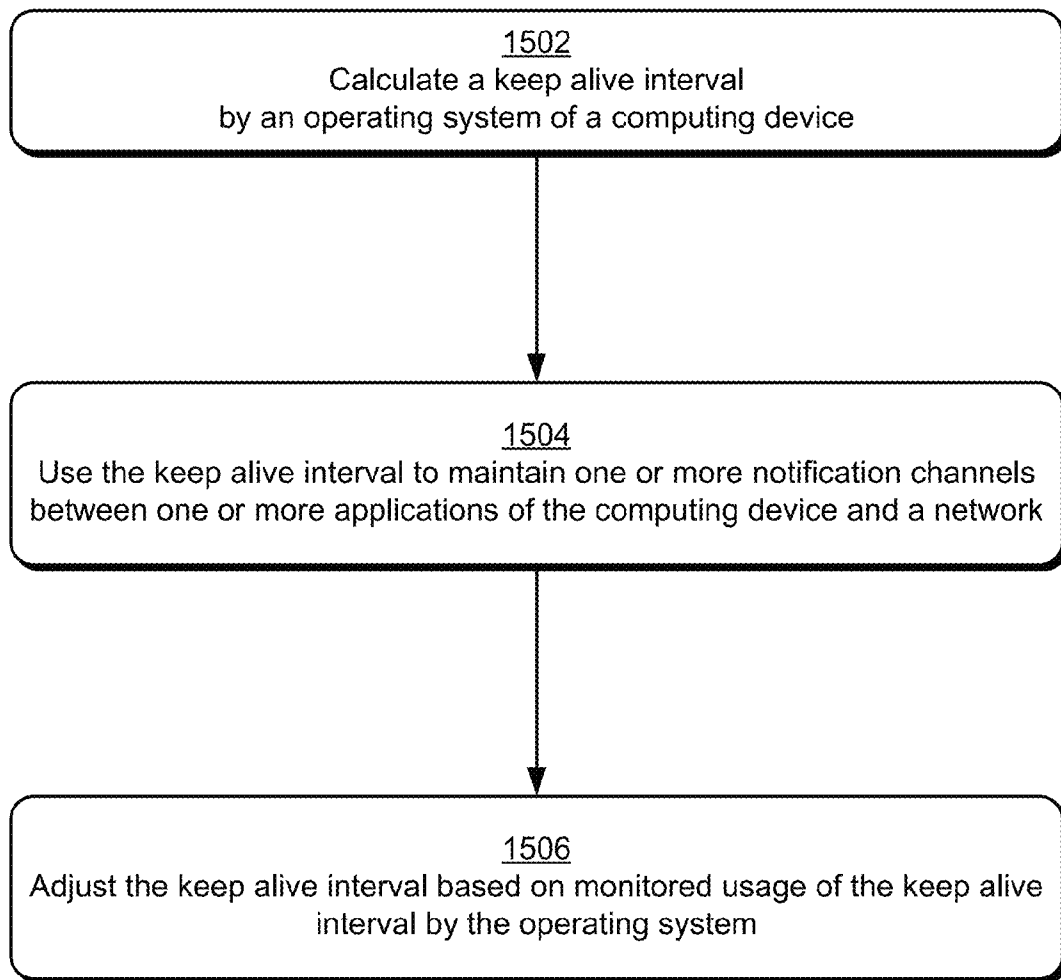 1502
Calculate a keep alive interval
by an operating system of a computing device
1504
Use the keep alive interval to maintain one or more notification channels
between one or more applications of the computing device and a network
1506
Adjust the keep alive interval based on monitored usage of the keep alive
interval by the operating system